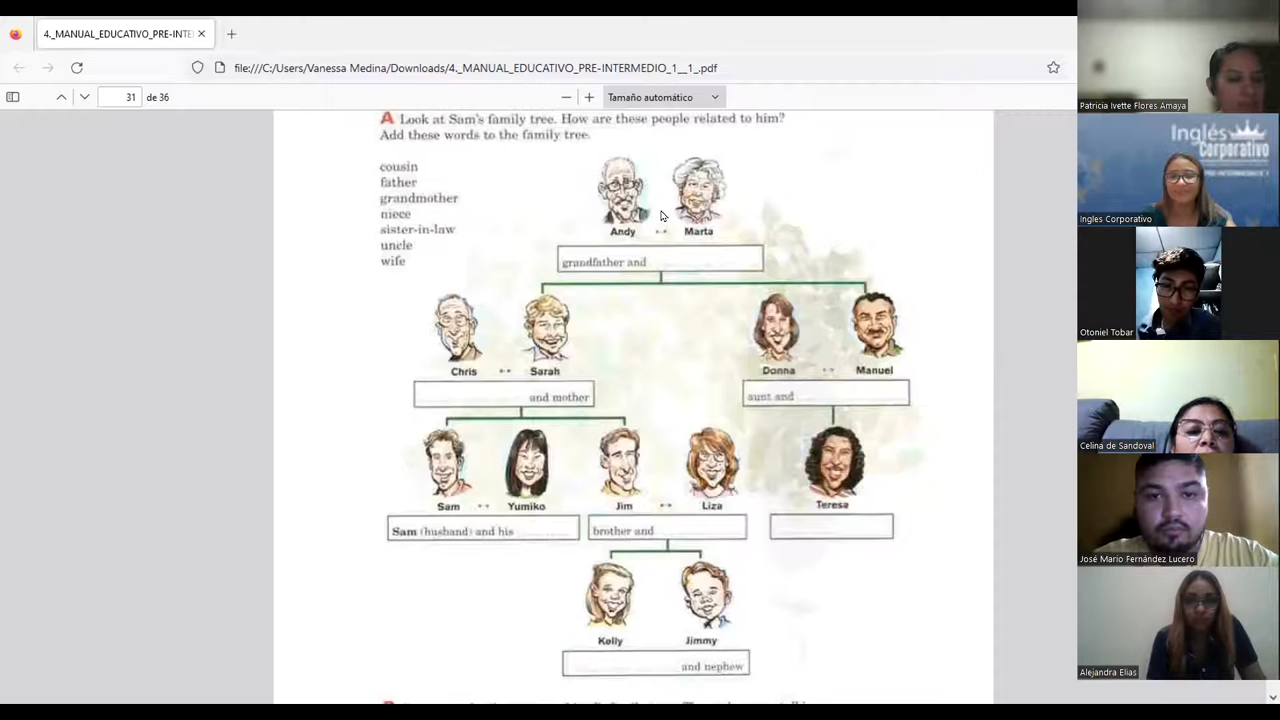 4._MANUAL_EDUCATIVO_PRE-INTE
file:///C:/Users/Vanessa Medina/Downloads/4._MANUAL_EDUCATIVO_PRE-INTERMEDIO_1__1_.pdf
31 de 36
Tamaño automático
A Look at Sam's family tree. How are these people related to him?
Add these words to the family tree.
cousin
father
grandmother
niece
sister-in-law
uncle
wife
Andy Marta
grandfather and
Chris Sarah
and mother
Donna Manuel
aunt and
Sam Yumiko
Sam (husband) and his
Jim Liza
brother and
Teresa
Kelly Jimmy
and nephew
Patricia Ivette Flores Amaya
Inglés
Corporativo
PRE-INTERMEDIATE 1
Ingles Corporativo
Otoniel Tobar
Celina de Sandoval
José Mario Fernández Lucero
Alejandra Elias